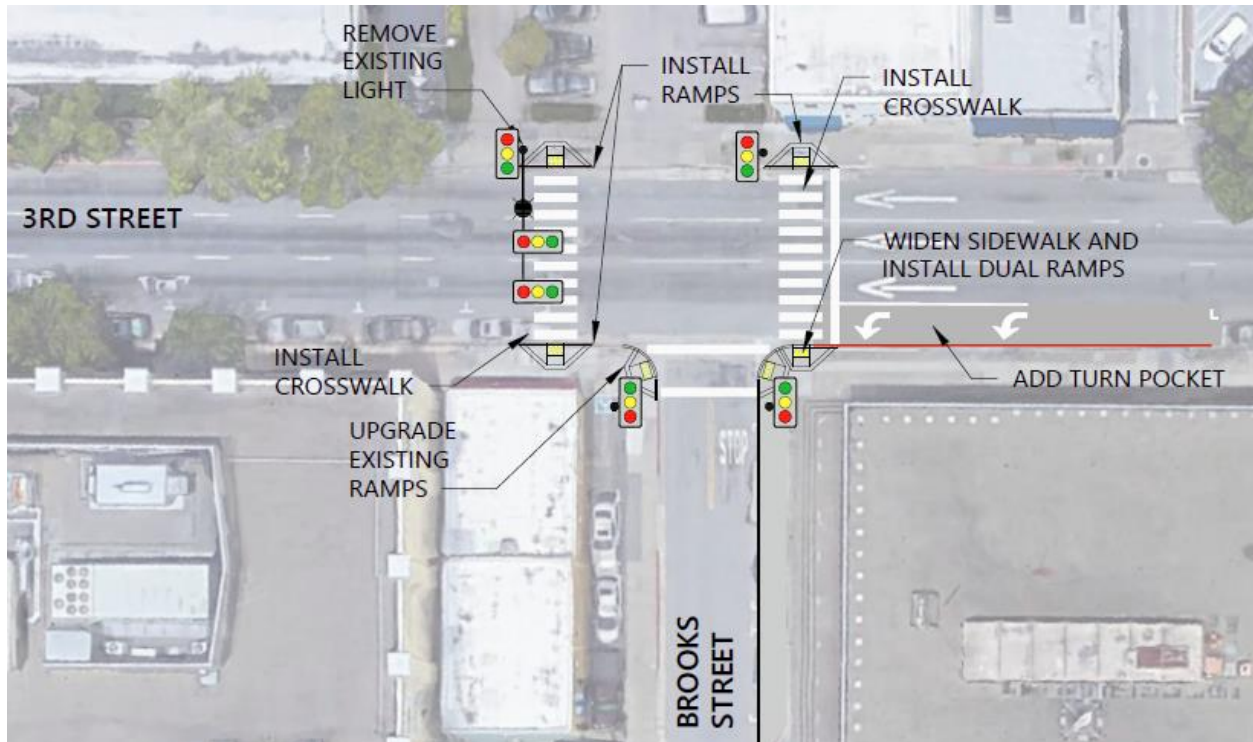 REMOVE
EXISTING
LIGHT
INSTALL
RAMPS
INSTALL
CROSSWALK
3RD STREET
WIDEN SIDEWALK AND
INSTALL DUAL RAMPS
INSTALL
CROSSWALK
ADD TURN POCKET
UPGRADE
EXISTING
RAMPS
STOP
BROOKS
STREET